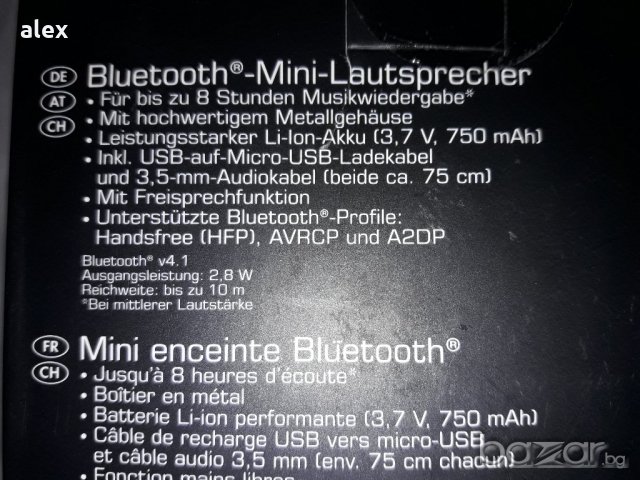 alex
DE Bluetooth®-Mini-Lautsprecher
AT • Für bis zu 8 Stunden Musikwiedergabe*
CH • Mit hochwertigem Metallgehäuse
• Leistungsstarker Li-Ion-Akku (3,7 V, 750 mAh)
• Inkl. USB-auf-Micro-USB-Ladekabel
und 3,5-mm-Audiokabel (beide ca. 75 cm)
• Mit Freisprechfunktion
• Unterstützte Bluetooth®-Profile:
Handsfree (HFP), AVRCP und A2DP
Bluetooth® v4.1
Ausgangsleistung: 2,8 W
Reichweite: bis zu 10 m
*Bei mittlerer Lautstärke
FR Mini enceinte Bluetooth®
CH • Jusqu'à 8 heures d'écoute*
• Boîtier en métal
• Batterie Li-ion performante (3,7 V, 750 mAh)
• Câble de recharge USB vers micro-USB
et câble audio 3,5 mm (env. 75 cm chacun)
• Fonction mains libres
базар.bg